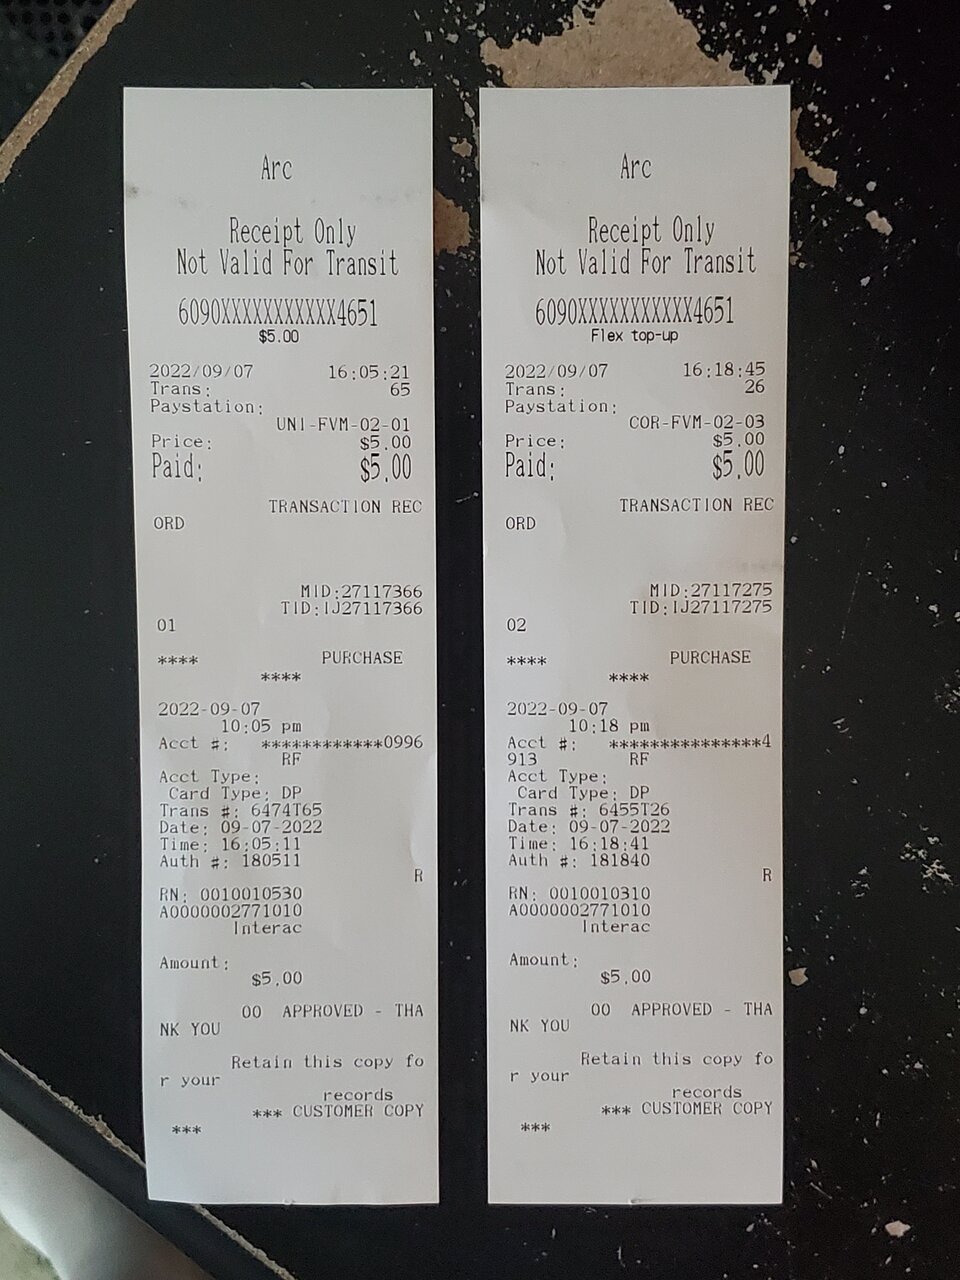 Arc
Receipt Only
Not Valid For Transit
6090XXXXXXXXXXX4651
$5.00
2022/09/07 16:05:21
Trans: 65
Paystation:
UNI-FVM-02-01
Price: $5.00
Paid: $5.00
TRANSACTION REC
ORD
MID:27117366
TID:IJ27117366
01
**** PURCHASE
****
2022-09-07
10:05 pm
Acct #: ************0996
RF
Acct Type:
Card Type: DP
Trans #: 6474T65
Date: 09-07-2022
Time: 16:05:11
Auth #: 180511
R
RN: 0010010530
A0000002771010
Interac
Amount:
$5.00
00 APPROVED - THA
NK YOU
Retain this copy fo
r your
records
*** CUSTOMER COPY
***
Arc
Receipt Only
Not Valid For Transit
6090XXXXXXXXXXX4651
Flex top-up
2022/09/07 16:18:45
Trans: 26
Paystation:
COR-FVM-02-03
Price: $5.00
Paid: $5.00
TRANSACTION REC
ORD
MID:27117275
TID:IJ27117275
02
**** PURCHASE
****
2022-09-07
10:18 pm
Acct #: ***************4
913 RF
Acct Type:
Card Type: DP
Trans #: 6455T26
Date: 09-07-2022
Time: 16:18:41
Auth #: 181840
R
RN: 0010010310
A0000002771010
Interac
Amount:
$5.00
00 APPROVED - THA
NK YOU
Retain this copy fo
r your
records
*** CUSTOMER COPY
***